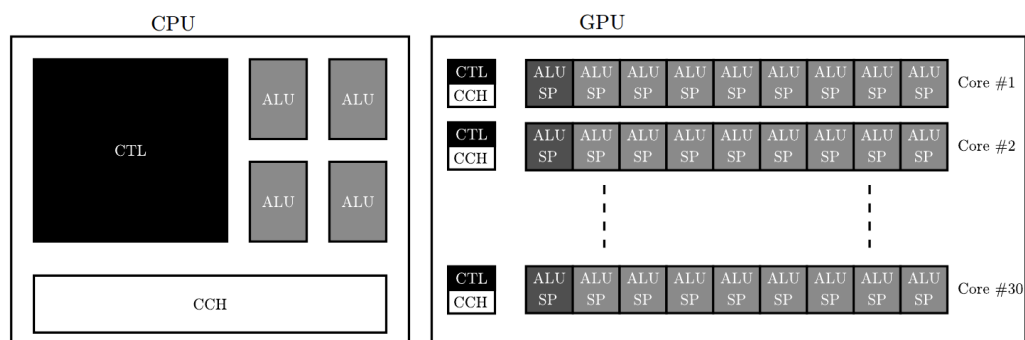 CPU
CTL
ALU ALU
ALU ALU
CCH
GPU
CTL
CCH
ALU ALU ALU ALU ALU ALU ALU ALU ALU
SP SP SP SP SP SP SP SP SP
Core #1
CTL
CCH
ALU ALU ALU ALU ALU ALU ALU ALU ALU
SP SP SP SP SP SP SP SP SP
Core #2
CTL
CCH
ALU ALU ALU ALU ALU ALU ALU ALU ALU
SP SP SP SP SP SP SP SP SP
Core #30